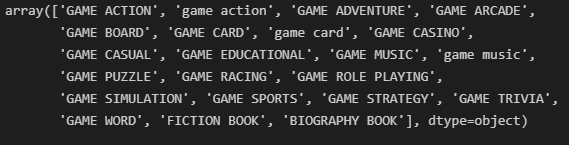 array(['GAME ACTION', 'game action', 'GAME ADVENTURE', 'GAME ARCADE',
'GAME BOARD', 'GAME CARD', 'game card', 'GAME CASINO',
'GAME CASUAL', 'GAME EDUCATIONAL', 'GAME MUSIC', 'game music',
'GAME PUZZLE', 'GAME RACING', 'GAME ROLE PLAYING',
'GAME SIMULATION', 'GAME SPORTS', 'GAME STRATEGY', 'GAME TRIVIA',
'GAME WORD', 'FICTION BOOK', 'BIOGRAPHY BOOK'], dtype=object)